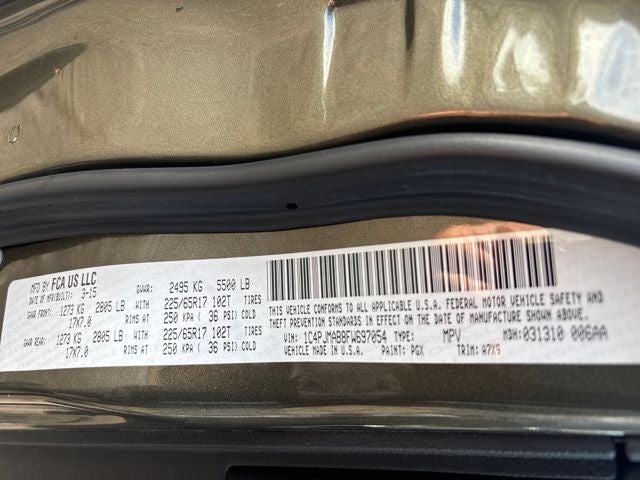 MFD BY FCA US LLC
DATE OF MFR(BUILT): 3-15 GVWR: 2495 KG 5500 LB
GAWR FRONT: 1273 KG 2805 LB WITH 225/65R17 102T TIRES
17X7.0 RIMS AT 250 KPA ( 36 PSI) COLD
GAWR REAR: 1273 KG 2805 LB WITH 225/65R17 102T TIRES
17X7.0 RIMS AT 250 KPA ( 36 PSI) COLD
THIS VEHICLE CONFORMS TO ALL APPLICABLE U.S.A. FEDERAL MOTOR VEHICLE SAFETY AND
THEFT PREVENTION STANDARDS IN EFFECT ON THE DATE OF MANUFACTURE SHOWN ABOVE.
VIN: 1C4PJMAB8FW697054 TYPE: MPV MDH: 031310 006AA
VEHICLE MADE IN U.S.A. PAINT: PGX TRIM: A7X9